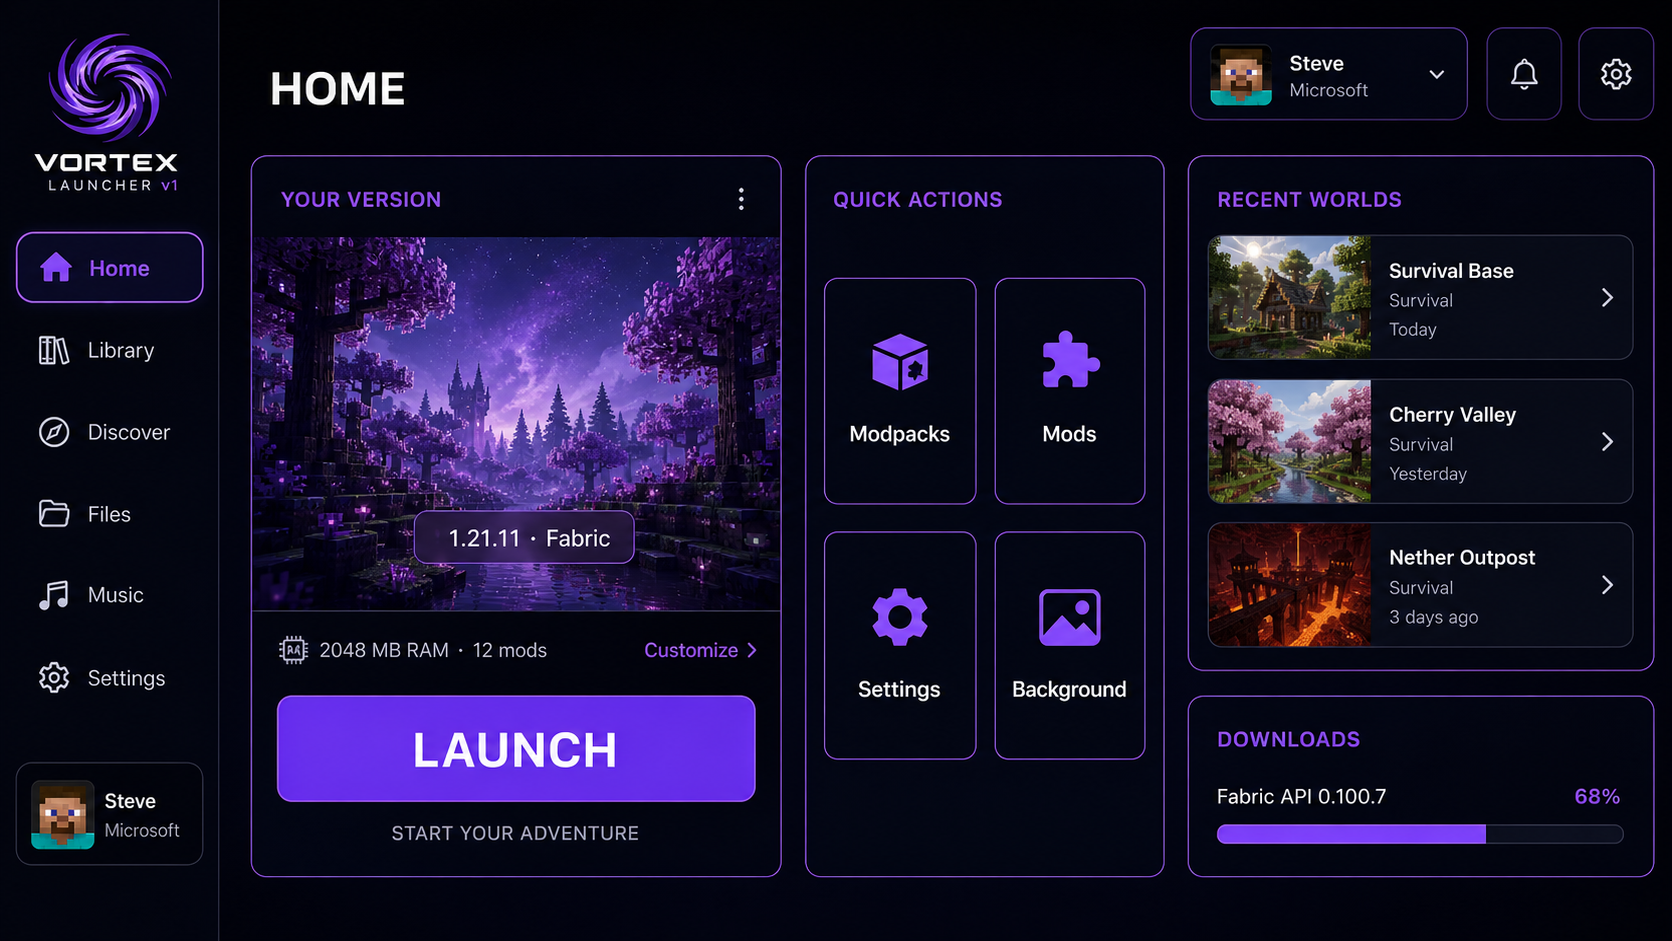 VORTEX
LAUNCHER v1
Home
Library
Discover
Files
Music
Settings
Steve
Microsoft
HOME
Steve
Microsoft
YOUR VERSION
1.21.11 · Fabric
2048 MB RAM · 12 mods
Customize
LAUNCH
START YOUR ADVENTURE
QUICK ACTIONS
Modpacks
Mods
Settings
Background
RECENT WORLDS
Survival Base
Survival
Today
Cherry Valley
Survival
Yesterday
Nether Outpost
Survival
3 days ago
DOWNLOADS
Fabric API 0.100.7
68%